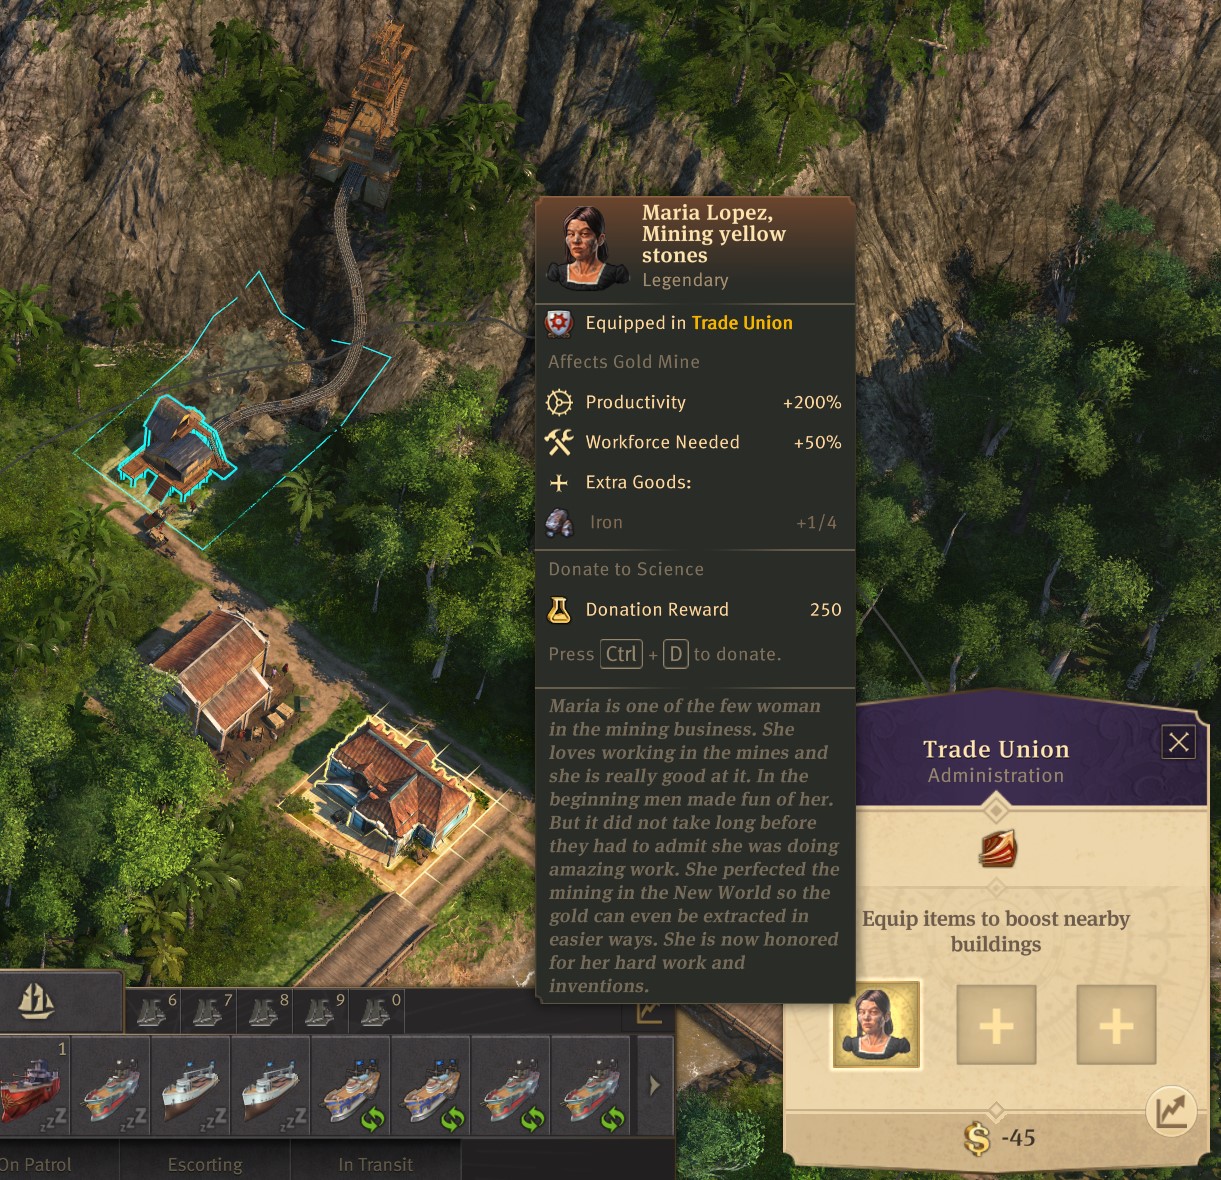 Maria Lopez,
Mining yellow
stones
Legendary
Equipped in Trade Union
Affects Gold Mine
Productivity +200%
Workforce Needed +50%
Extra Goods:
Iron +1/4
Donate to Science
Donation Reward 250
Press Ctrl + D to donate.
Maria is one of the few woman
in the mining business. She
loves working in the mines and
she is really good at it. In the
beginning men made fun of her.
But it did not take long before
they had to admit she was doing
amazing work. She perfected the
mining in the New World so the
gold can even be extracted in
easier ways. She is now honored
for her hard work and
inventions.
Trade Union
Administration
Equip items to boost nearby
buildings
$ -45
6 7 8 9 0
1
zZZ zZZ zZZ zZZ
On Patrol Escorting In Transit